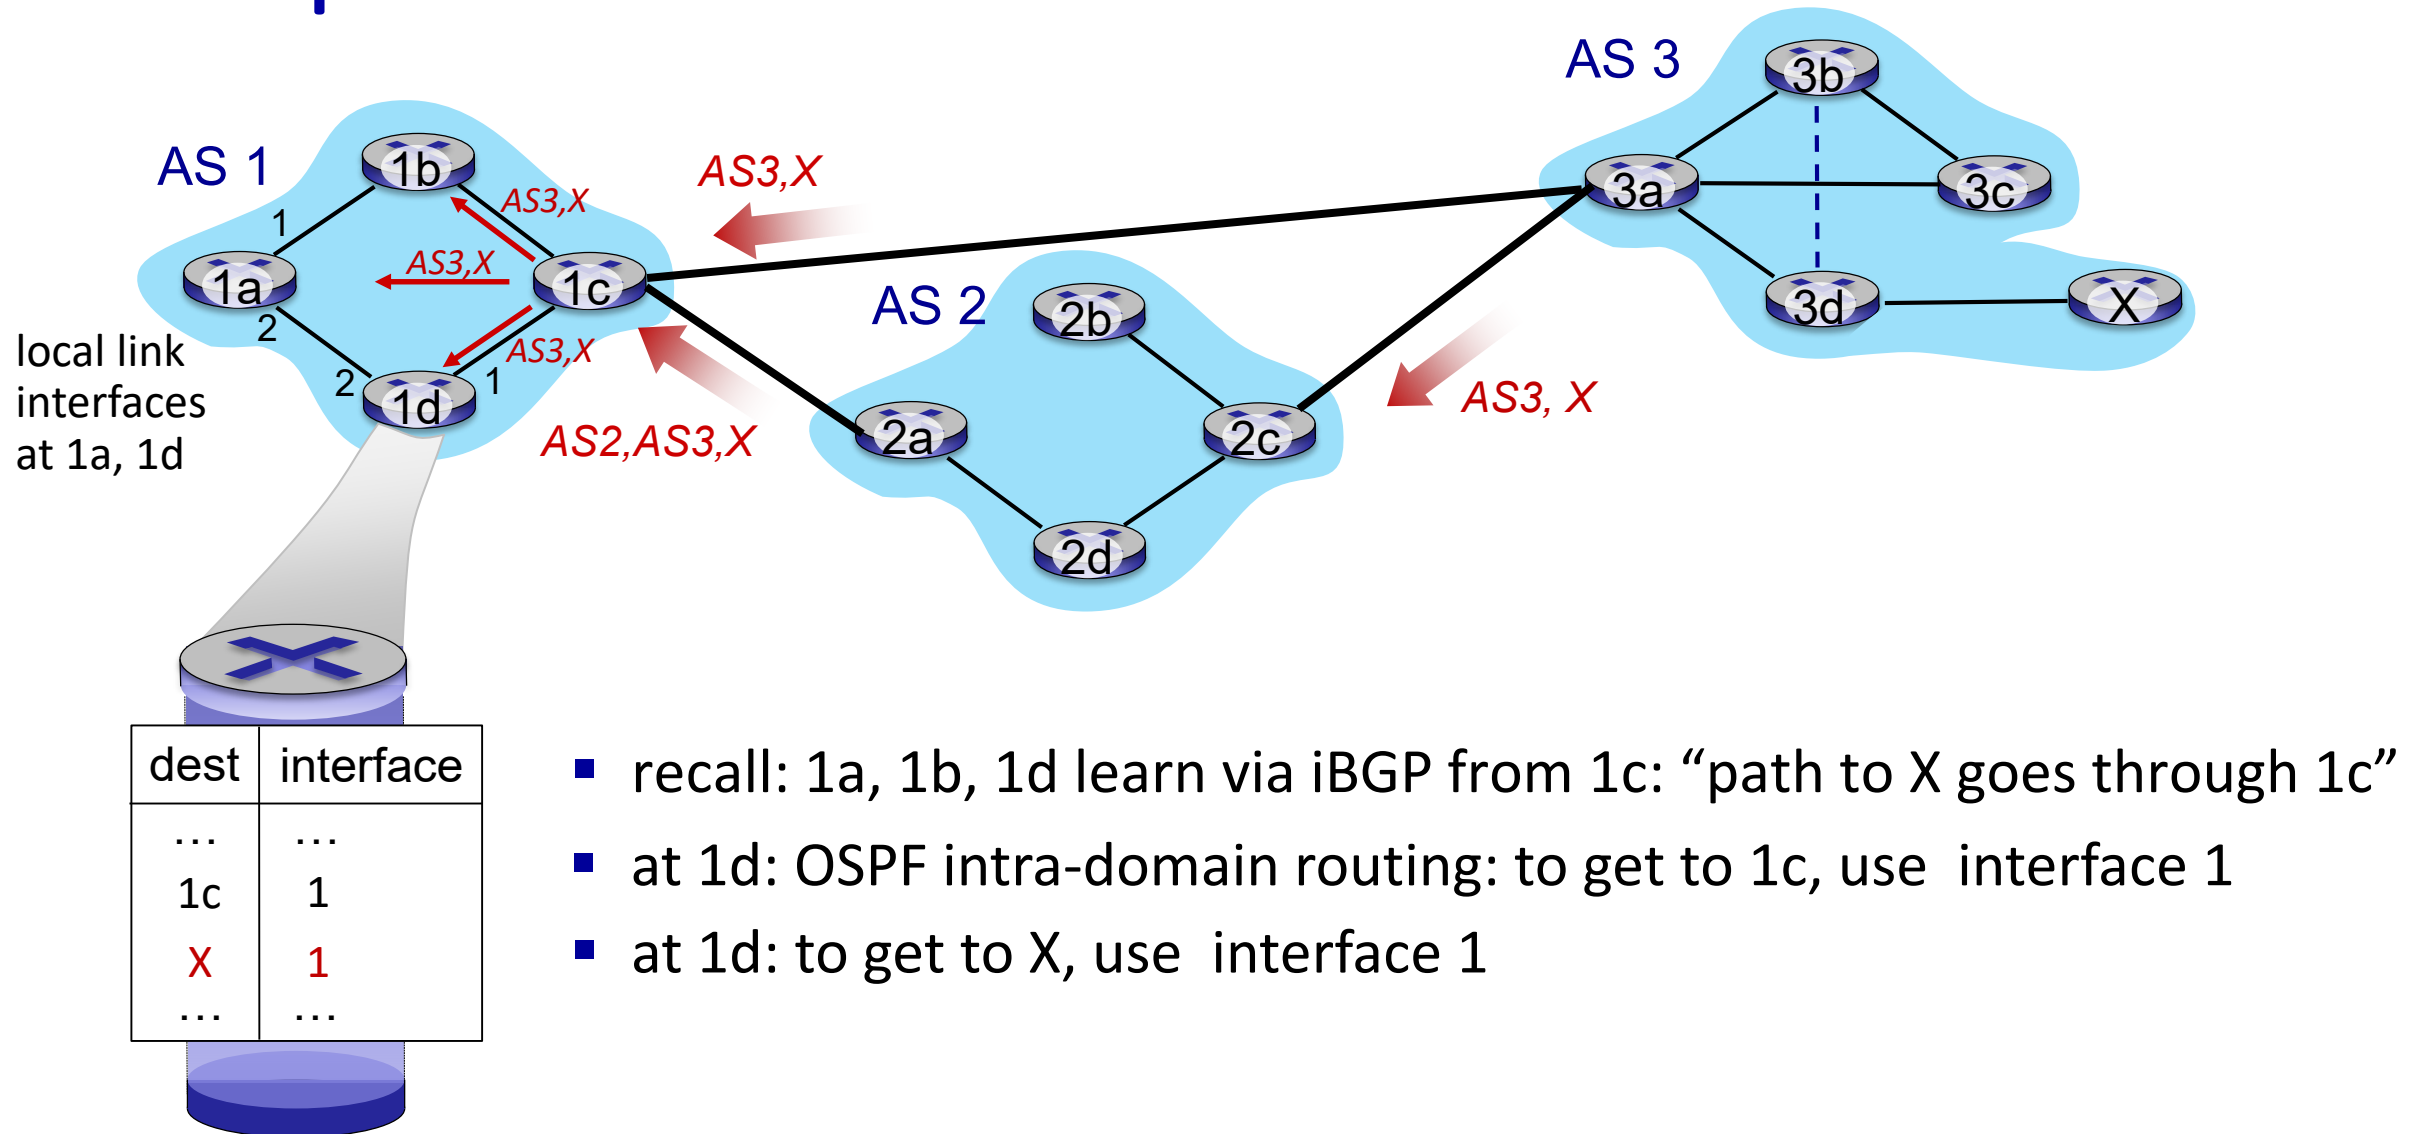 AS 3
3b
AS 1
1b
AS3,X
AS3,X
3a
3c
1
AS3,X
1a
1c
AS 2
2b
3d
X
2
AS3,X
local link
interfaces
at 1a, 1d
2
1
1d
AS3, X
AS2,AS3,X
2a
2c
2d
dest interface
... ...
1c 1
X 1
... ...
▪ recall: 1a, 1b, 1d learn via iBGP from 1c: “path to X goes through 1c”
▪ at 1d: OSPF intra-domain routing: to get to 1c, use interface 1
▪ at 1d: to get to X, use interface 1